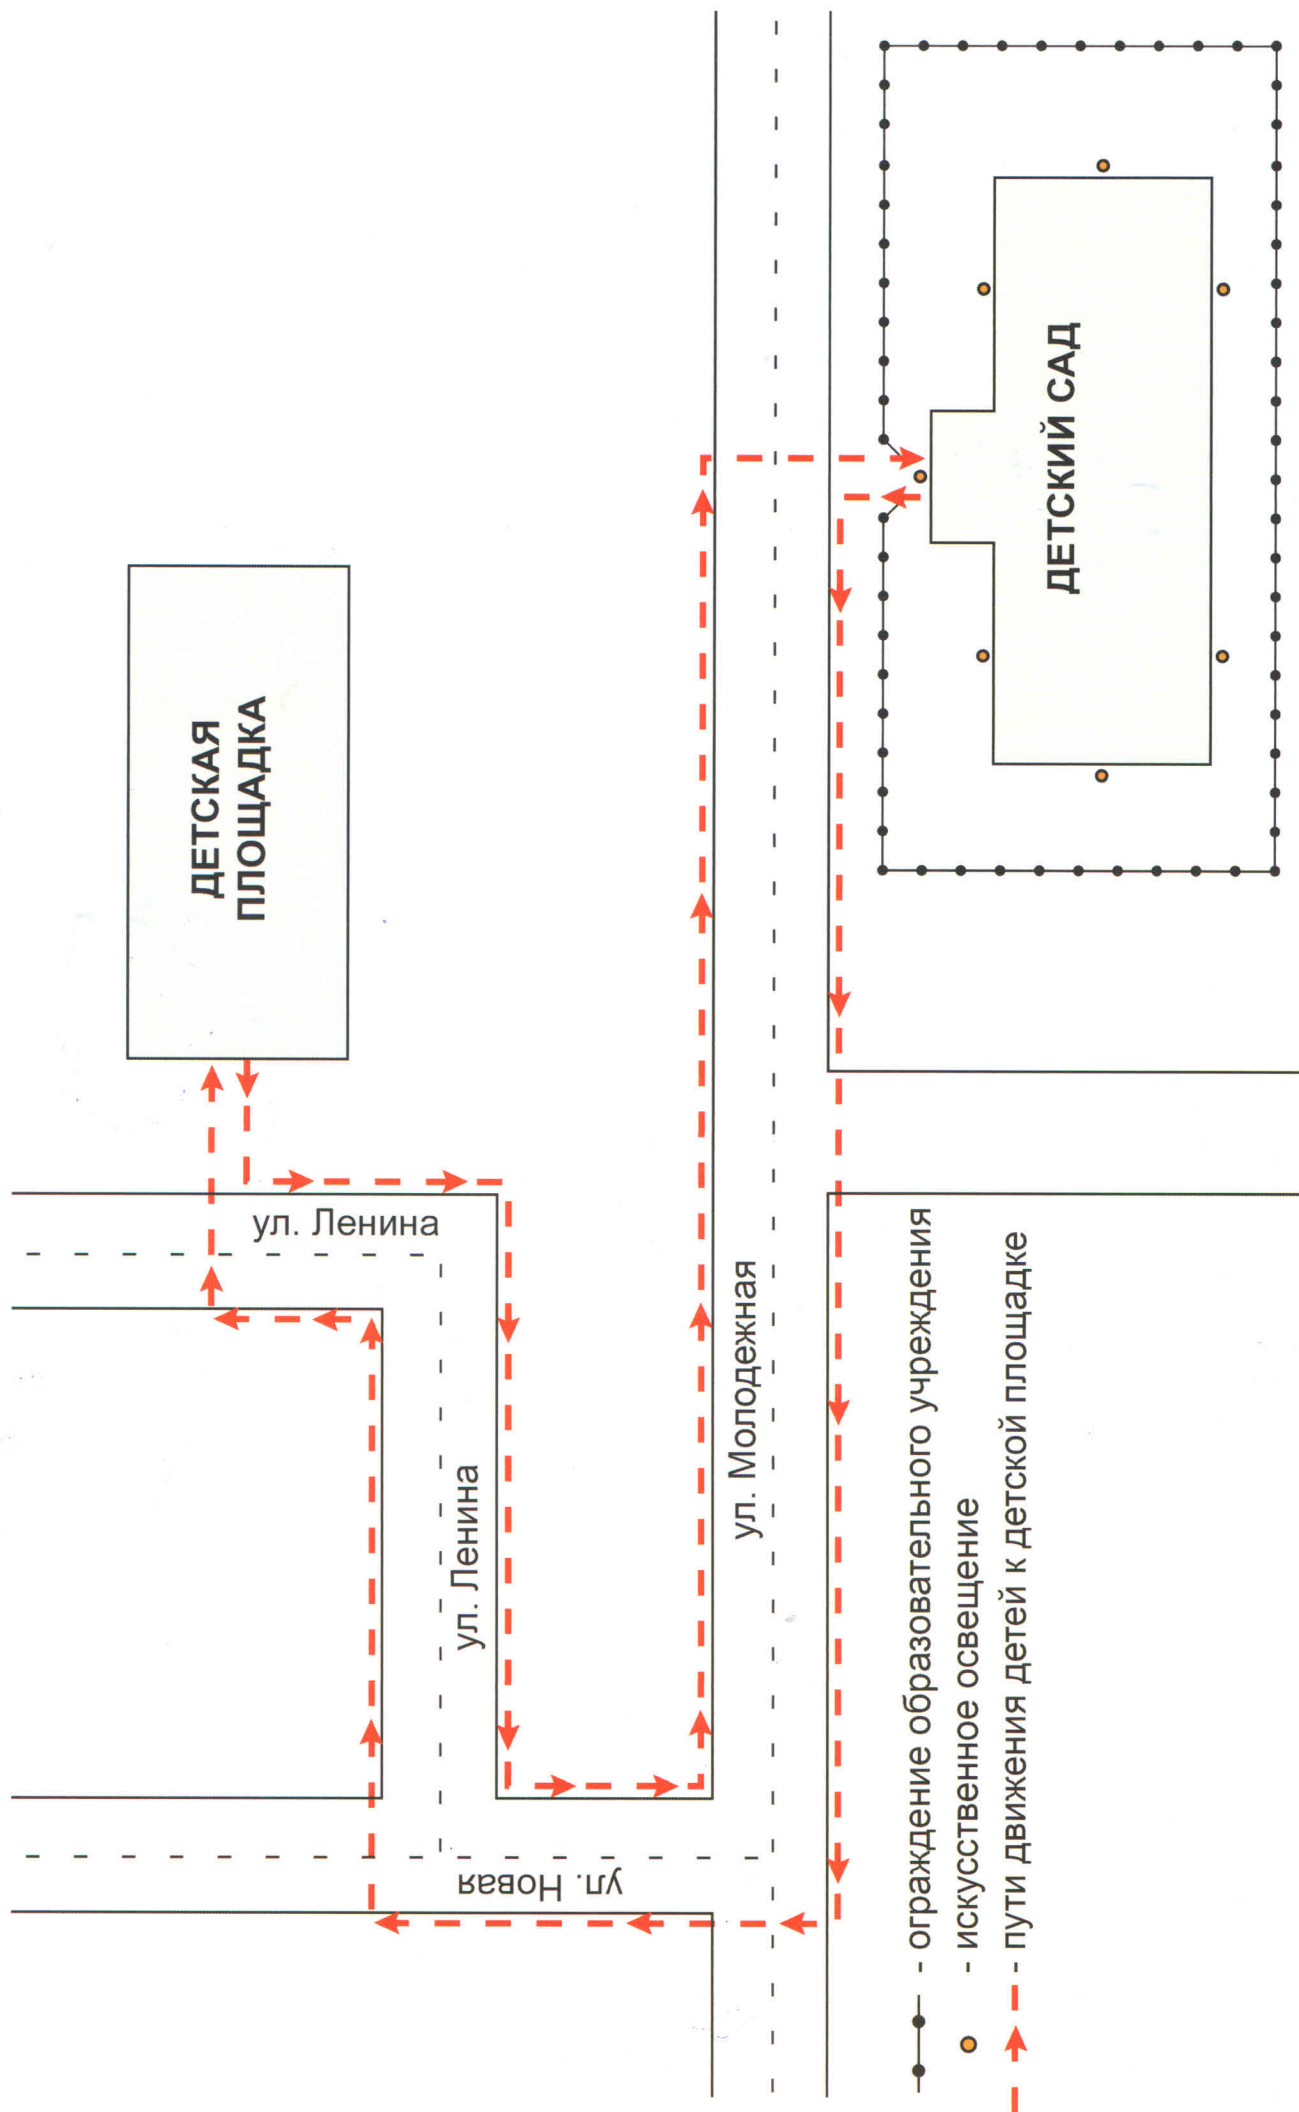 ДЕТСКАЯ
ПЛОЩАДКА
ДЕТСКИЙ САД
ул. Ленина
ул. Ленина
ул. Молодежная
ул. Новая
- ограждение образовательного учреждения
- искусственное освещение
- пути движения детей к детской площадке